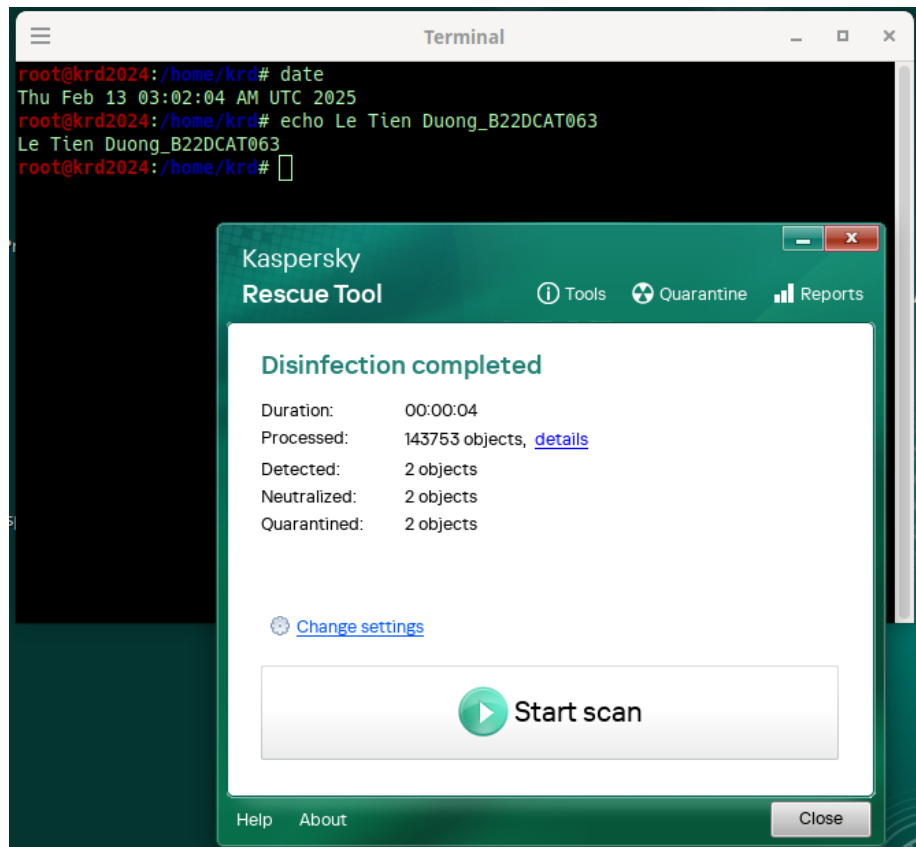 Terminal
root@krd2024:/home/krd# date
Thu Feb 13 03:02:04 AM UTC 2025
root@krd2024:/home/krd# echo Le Tien Duong_B22DCAT063
Le Tien Duong_B22DCAT063
root@krd2024:/home/krd#
Kaspersky
Rescue Tool
Tools Quarantine Reports
Disinfection completed
Duration: 00:00:04
Processed: 143753 objects, details
Detected: 2 objects
Neutralized: 2 objects
Quarantined: 2 objects
Change settings
Start scan
Help About Close